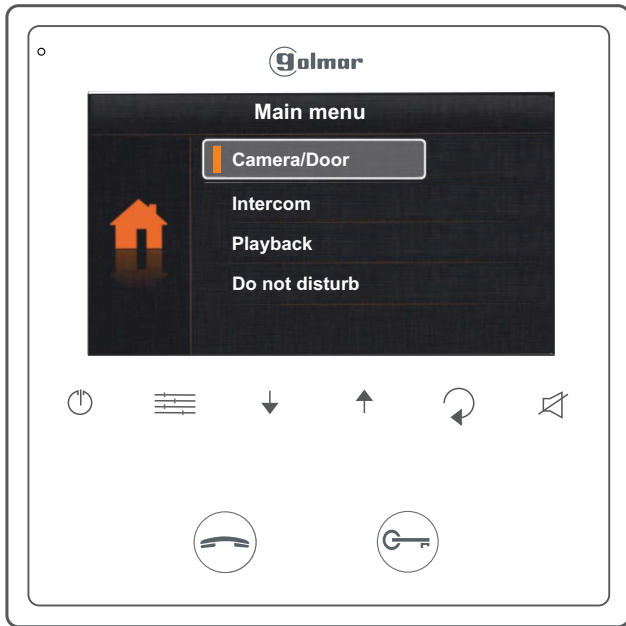 golmar
Main menu
Camera/Door
Intercom
Playback
Do not disturb